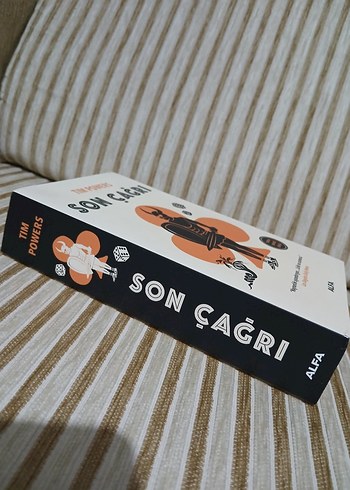 TIM POWERS
SON ÇAĞRI
ALFA
TIM
POWERS
SON ÇAĞRI
ALFA